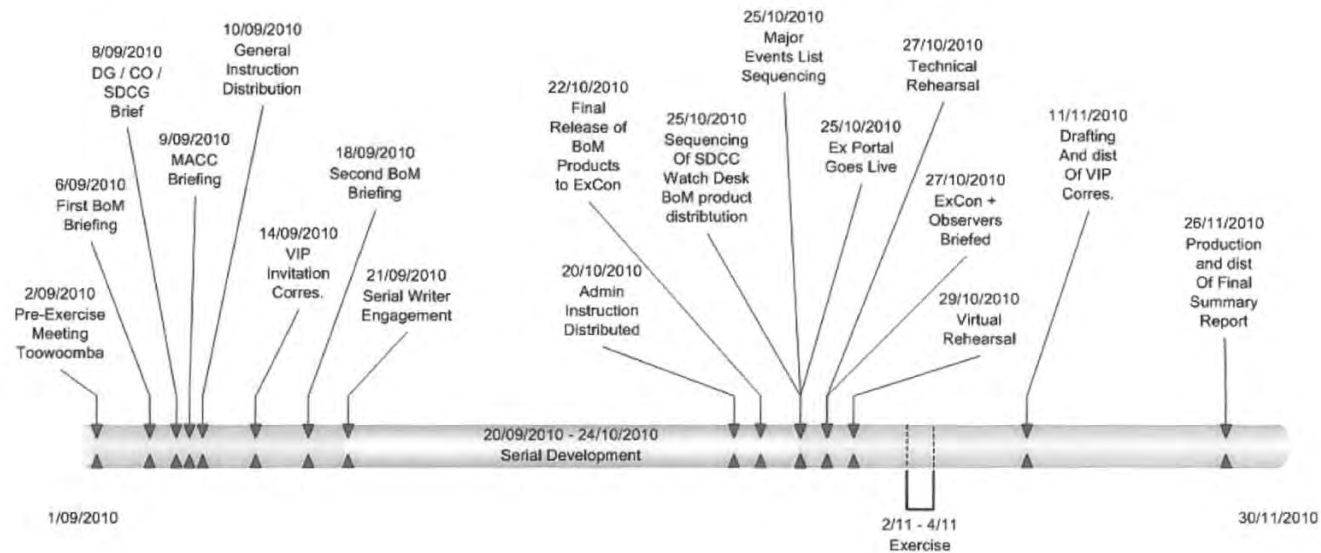 2/09/2010
Pre-Exercise
Meeting
Toowoomba
6/09/2010
First BoM
Briefing
8/09/2010
DG / CO /
SDCG
Brief
9/09/2010
MACC
Briefing
10/09/2010
General
Instruction
Distribution
14/09/2010
VIP
Invitation
Corres.
18/09/2010
Second BoM
Briefing
21/09/2010
Serial Writer
Engagement
20/10/2010
Admin
Instruction
Distributed
22/10/2010
Final
Release of
BoM
Products
to ExCon
25/10/2010
Sequencing
Of SDCC
Watch Desk
BoM product
distribtution
25/10/2010
Major
Events List
Sequencing
25/10/2010
Ex Portal
Goes Live
27/10/2010
Technical
Rehearsal
27/10/2010
ExCon +
Observers
Briefed
29/10/2010
Virtual
Rehearsal
11/11/2010
Drafting
And dist
Of VIP
Corres.
26/11/2010
Production
and dist
Of Final
Summary
Report
20/09/2010 - 24/10/2010
Serial Development
1/09/2010
2/11 - 4/11
Exercise
30/11/2010